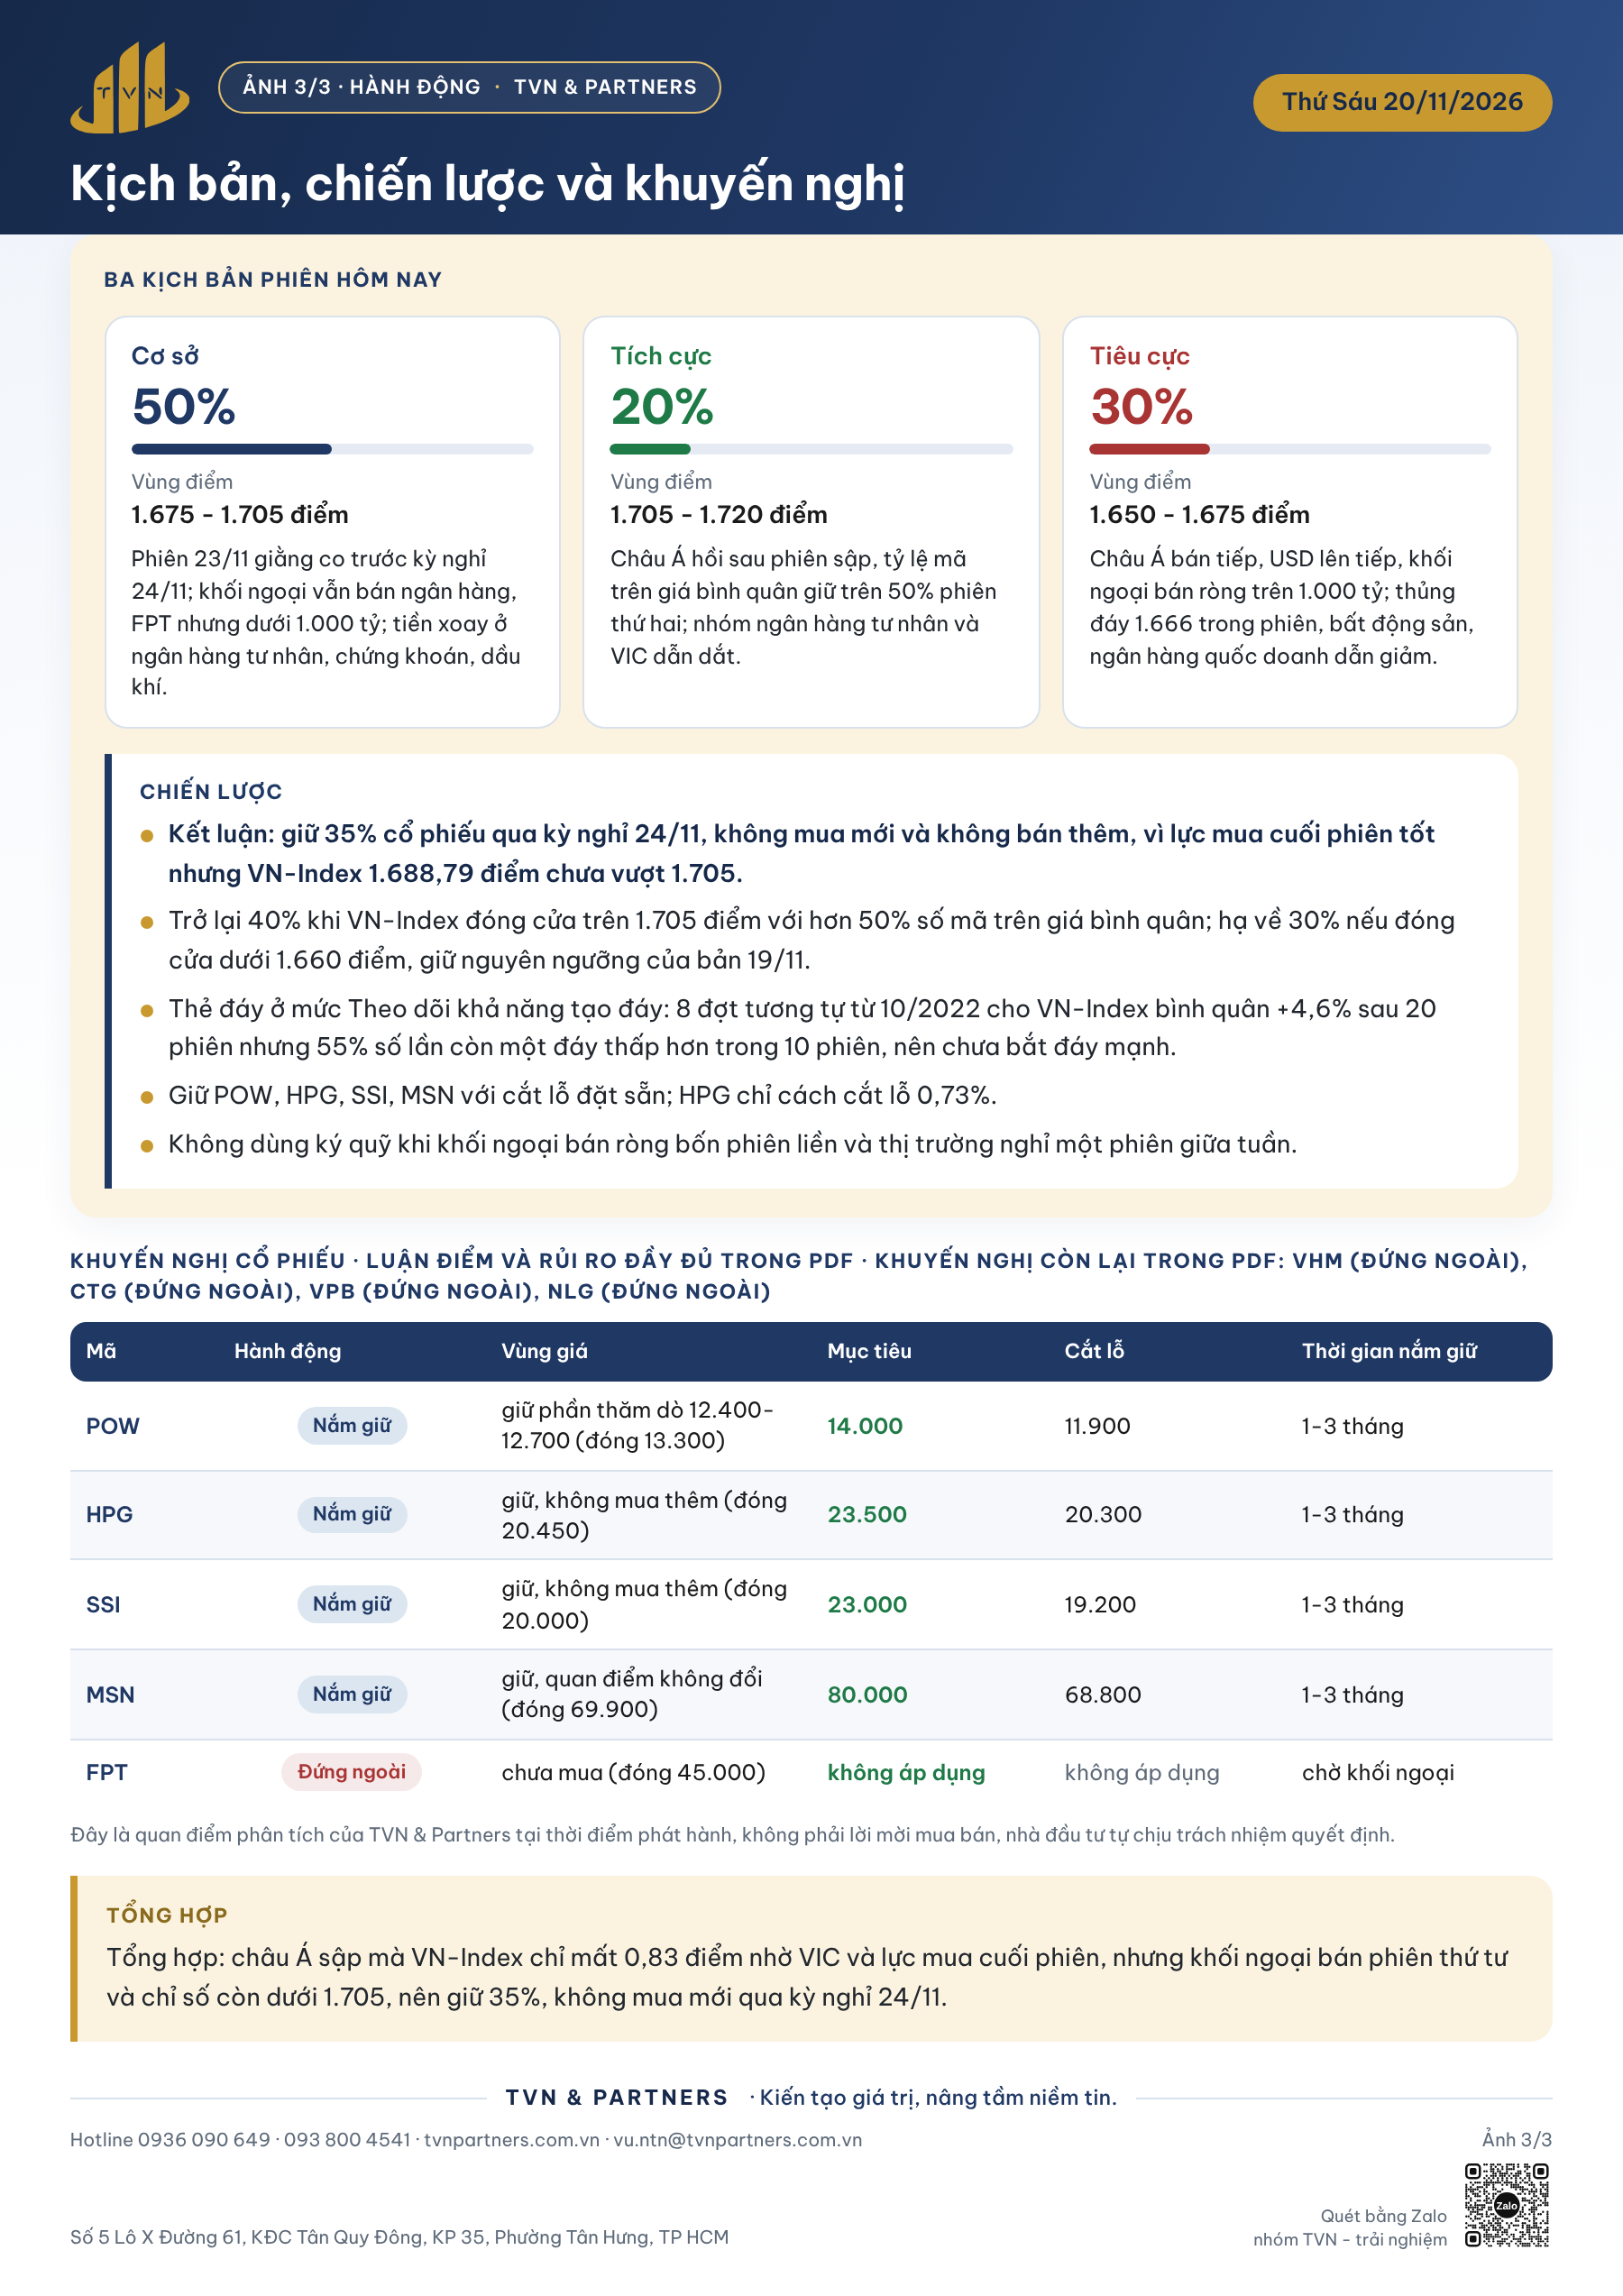 TVN
ẢNH 3/3 · HÀNH ĐỘNG · TVN & PARTNERS
Thứ Sáu 20/11/2026
Kịch bản, chiến lược và khuyến nghị
BA KỊCH BẢN PHIÊN HÔM NAY
Cơ sở
50%
Vùng điểm
1.675 - 1.705 điểm
Phiên 23/11 giằng co trước kỳ nghỉ
24/11; khối ngoại vẫn bán ngân hàng,
FPT nhưng dưới 1.000 tỷ; tiền xoay ở
ngân hàng tư nhân, chứng khoán, dầu
khí.
Tích cực
20%
Vùng điểm
1.705 - 1.720 điểm
Châu Á hồi sau phiên sập, tỷ lệ mã
trên giá bình quân giữ trên 50% phiên
thứ hai; nhóm ngân hàng tư nhân và
VIC dẫn dắt.
Tiêu cực
30%
Vùng điểm
1.650 - 1.675 điểm
Châu Á bán tiếp, USD lên tiếp, khối
ngoại bán ròng trên 1.000 tỷ; thủng
đáy 1.666 trong phiên, bất động sản,
ngân hàng quốc doanh dẫn giảm.
CHIẾN LƯỢC
Kết luận: giữ 35% cổ phiếu qua kỳ nghỉ 24/11, không mua mới và không bán thêm, vì lực mua cuối phiên tốt
nhưng VN-Index 1.688,79 điểm chưa vượt 1.705.
Trở lại 40% khi VN-Index đóng cửa trên 1.705 điểm với hơn 50% số mã trên giá bình quân; hạ về 30% nếu đóng
cửa dưới 1.660 điểm, giữ nguyên ngưỡng của bản 19/11.
Thẻ đáy ở mức Theo dõi khả năng tạo đáy: 8 đợt tương tự từ 10/2022 cho VN-Index bình quân +4,6% sau 20
phiên nhưng 55% số lần còn một đáy thấp hơn trong 10 phiên, nên chưa bắt đáy mạnh.
Giữ POW, HPG, SSI, MSN với cắt lỗ đặt sẵn; HPG chỉ cách cắt lỗ 0,73%.
Không dùng ký quỹ khi khối ngoại bán ròng bốn phiên liền và thị trường nghỉ một phiên giữa tuần.
KHUYẾN NGHỊ CỔ PHIẾU · LUẬN ĐIỂM VÀ RỦI RO ĐẦY ĐỦ TRONG PDF · KHUYẾN NGHỊ CÒN LẠI TRONG PDF: VHM (ĐỨNG NGOÀI),
CTG (ĐỨNG NGOÀI), VPB (ĐỨNG NGOÀI), NLG (ĐỨNG NGOÀI)
Mã Hành động Vùng giá Mục tiêu Cắt lỗ Thời gian nắm giữ
POW Nắm giữ giữ phần thăm dò 12.400-
12.700 (đóng 13.300) 14.000 11.900 1-3 tháng
HPG Nắm giữ giữ, không mua thêm (đóng
20.450) 23.500 20.300 1-3 tháng
SSI Nắm giữ giữ, không mua thêm (đóng
20.000) 23.000 19.200 1-3 tháng
MSN Nắm giữ giữ, quan điểm không đổi
(đóng 69.900) 80.000 68.800 1-3 tháng
FPT Đứng ngoài chưa mua (đóng 45.000) không áp dụng không áp dụng chờ khối ngoại
Đây là quan điểm phân tích của TVN & Partners tại thời điểm phát hành, không phải lời mời mua bán, nhà đầu tư tự chịu trách nhiệm quyết định.
TỔNG HỢP
Tổng hợp: châu Á sập mà VN-Index chỉ mất 0,83 điểm nhờ VIC và lực mua cuối phiên, nhưng khối ngoại bán phiên thứ tư
và chỉ số còn dưới 1.705, nên giữ 35%, không mua mới qua kỳ nghỉ 24/11.
TVN & PARTNERS · Kiến tạo giá trị, nâng tầm niềm tin.
Hotline 0936 090 649 · 093 800 4541 · tvnpartners.com.vn · vu.ntn@tvnpartners.com.vn
Ảnh 3/3
Zalo
Quét bằng Zalo
nhóm TVN - trải nghiệm
Số 5 Lô X Đường 61, KĐC Tân Quy Đông, KP 35, Phường Tân Hưng, TP HCM